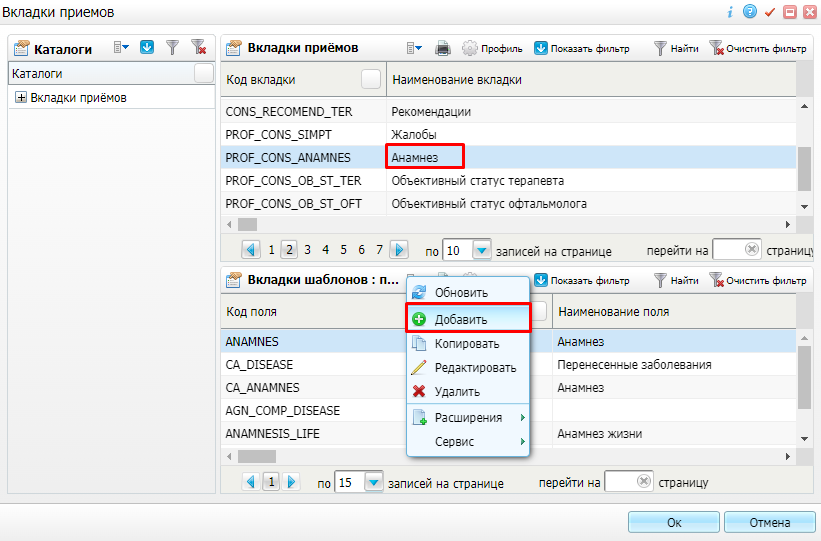 Вкладки приемов
Каталоги
Каталоги
Вкладки приёмов
Вкладки приёмов Профиль Показать фильтр Найти Очистить фильтр
Код вкладки Наименование вкладки
CONS_RECOMEND_TER Рекомендации
PROF_CONS_SIMPT Жалобы
PROF_CONS_ANAMNES Анамнез
PROF_CONS_OB_ST_TER Объективный статус терапевта
PROF_CONS_OB_ST_OFT Объективный статус офтальмолога
1 2 3 4 5 6 7 по 10 записей на странице перейти на страницу
Вкладки шаблонов : п... Показать фильтр Найти Очистить фильтр
Код поля Наименование поля
ANAMNES Анамнез
CA_DISEASE Перенесенные заболевания
CA_ANAMNES Анамнез
AGN_COMP_DISEASE
ANAMNESIS_LIFE Анамнез жизни
Обновить
Добавить
Копировать
Редактировать
Удалить
Расширения
Сервис
1 по 15 записей на странице перейти на страницу
Ок Отмена